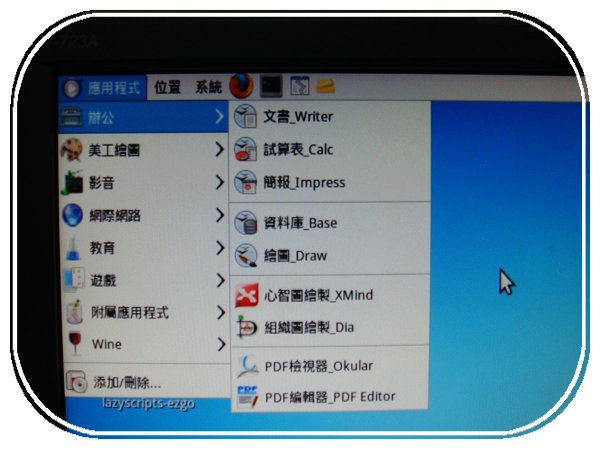 723A
應用程式 位置 系統
辦公
美工繪圖
影音
網際網路
教育
遊戲
附屬應用程式
Wine
添加/刪除...
文書_Writer
試算表_Calc
簡報_Impress
資料庫_Base
繪圖_Draw
心智圖繪製_XMind
組織圖繪製_Dia
PDF檢視器_Okular
PDF編輯器_PDF Editor
lazyscripts-ezgo